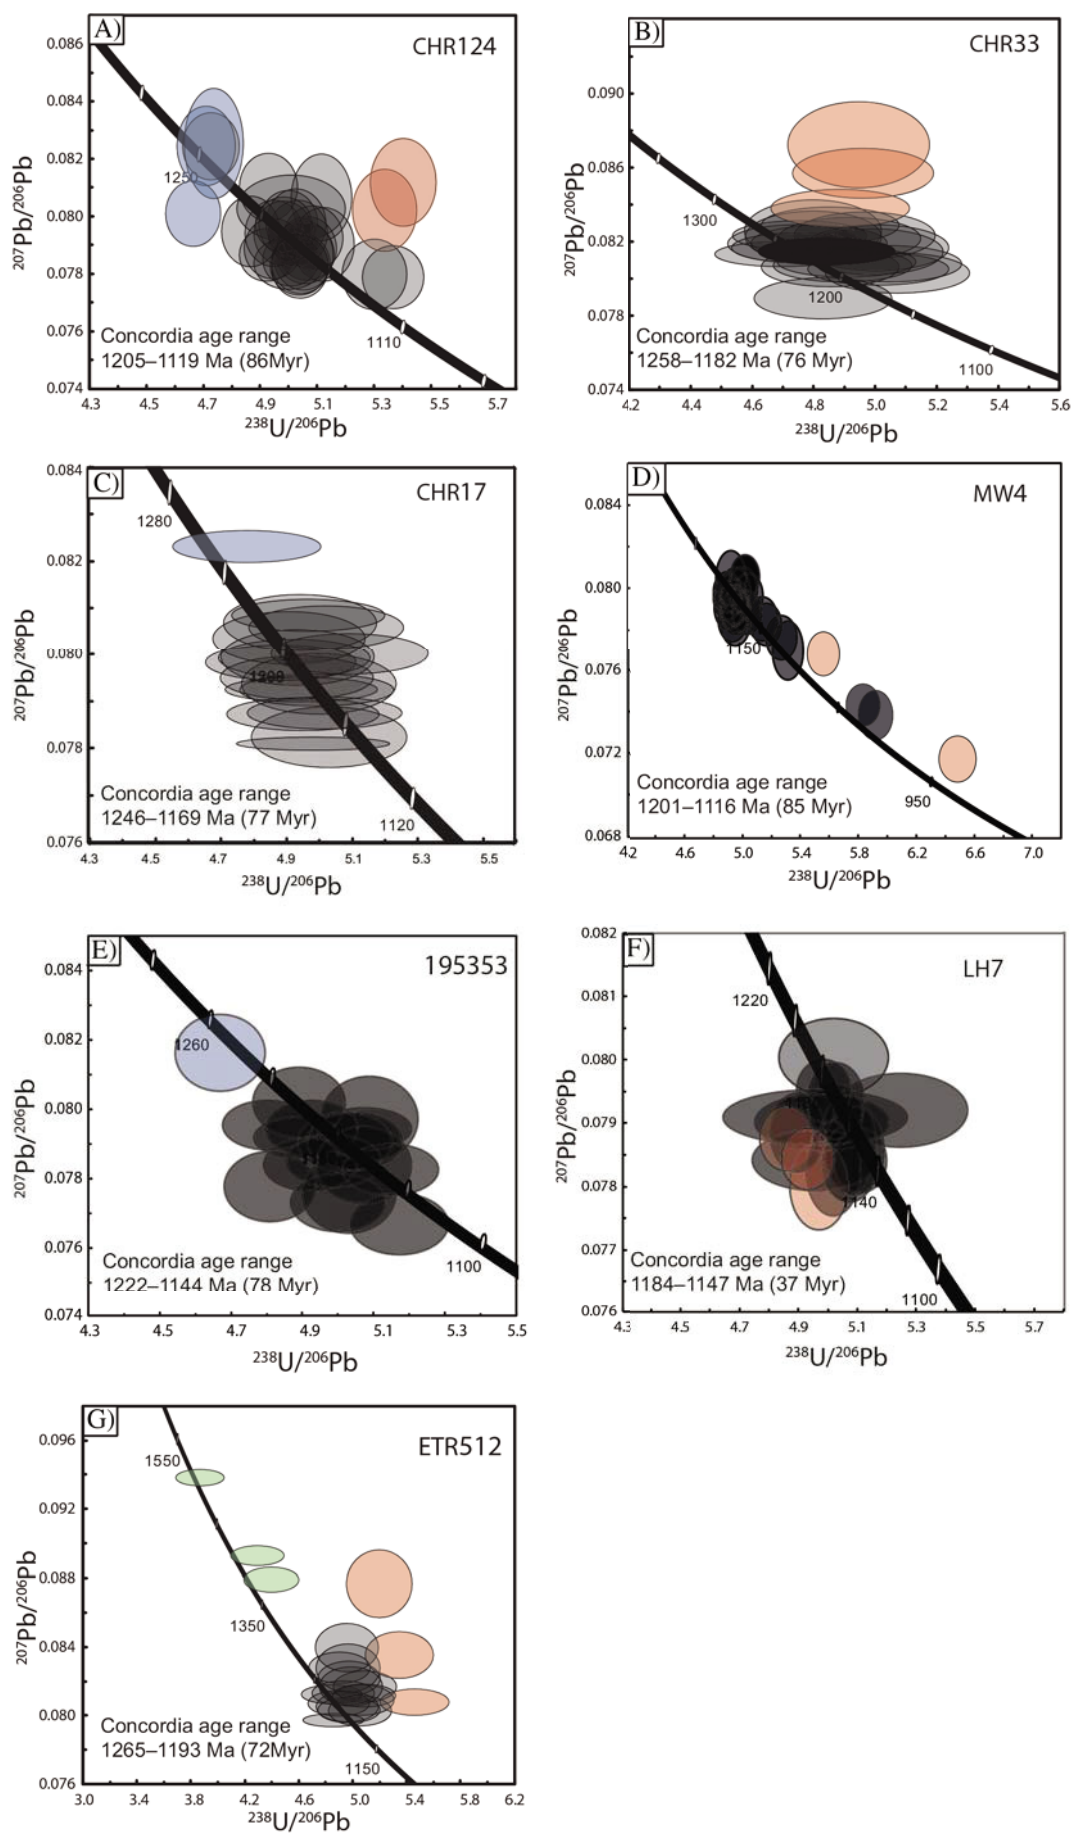 A)
CHR124
0.086
0.084
0.082
0.080
0.078
0.076
0.074
207Pb/206Pb
1250
1110
Concordia age range
1205–1119 Ma (86Myr)
4.3 4.5 4.7 4.9 5.1 5.3 5.5 5.7
238U/206Pb
B)
CHR33
0.090
0.086
0.082
0.078
0.074
207Pb/206Pb
1300
1200
1100
Concordia age range
1258–1182 Ma (76 Myr)
4.2 4.4 4.6 4.8 5.0 5.2 5.4 5.6
238U/206Pb
C)
CHR17
0.084
0.082
0.080
0.078
0.076
207Pb/206Pb
1280
1200
1120
Concordia age range
1246–1169 Ma (77 Myr)
4.3 4.5 4.7 4.9 5.1 5.3 5.5
238U/206Pb
D)
MW4
0.084
0.080
0.076
0.072
0.068
207Pb/206Pb
1150
950
Concordia age range
1201–1116 Ma (85 Myr)
4.2 4.6 5.0 5.4 5.8 6.2 6.6 7.0
238U/206Pb
E)
195353
0.084
0.082
0.080
0.078
0.076
0.074
207Pb/206Pb
1260
1100
Concordia age range
1222–1144 Ma (78 Myr)
4.3 4.5 4.7 4.9 5.1 5.3 5.5
238U/206Pb
F)
LH7
0.082
0.081
0.080
0.079
0.078
0.077
0.076
207Pb/206Pb
1220
1140
1100
Concordia age range
1184–1147 Ma (37 Myr)
4.3 4.5 4.7 4.9 5.1 5.3 5.5 5.7
238U/206Pb
G)
ETR512
0.096
0.092
0.088
0.084
0.080
0.076
207Pb/206Pb
1550
1350
1150
Concordia age range
1265–1193 Ma (72Myr)
3.0 3.4 3.8 4.2 4.6 5.0 5.4 5.8 6.2
238U/206Pb